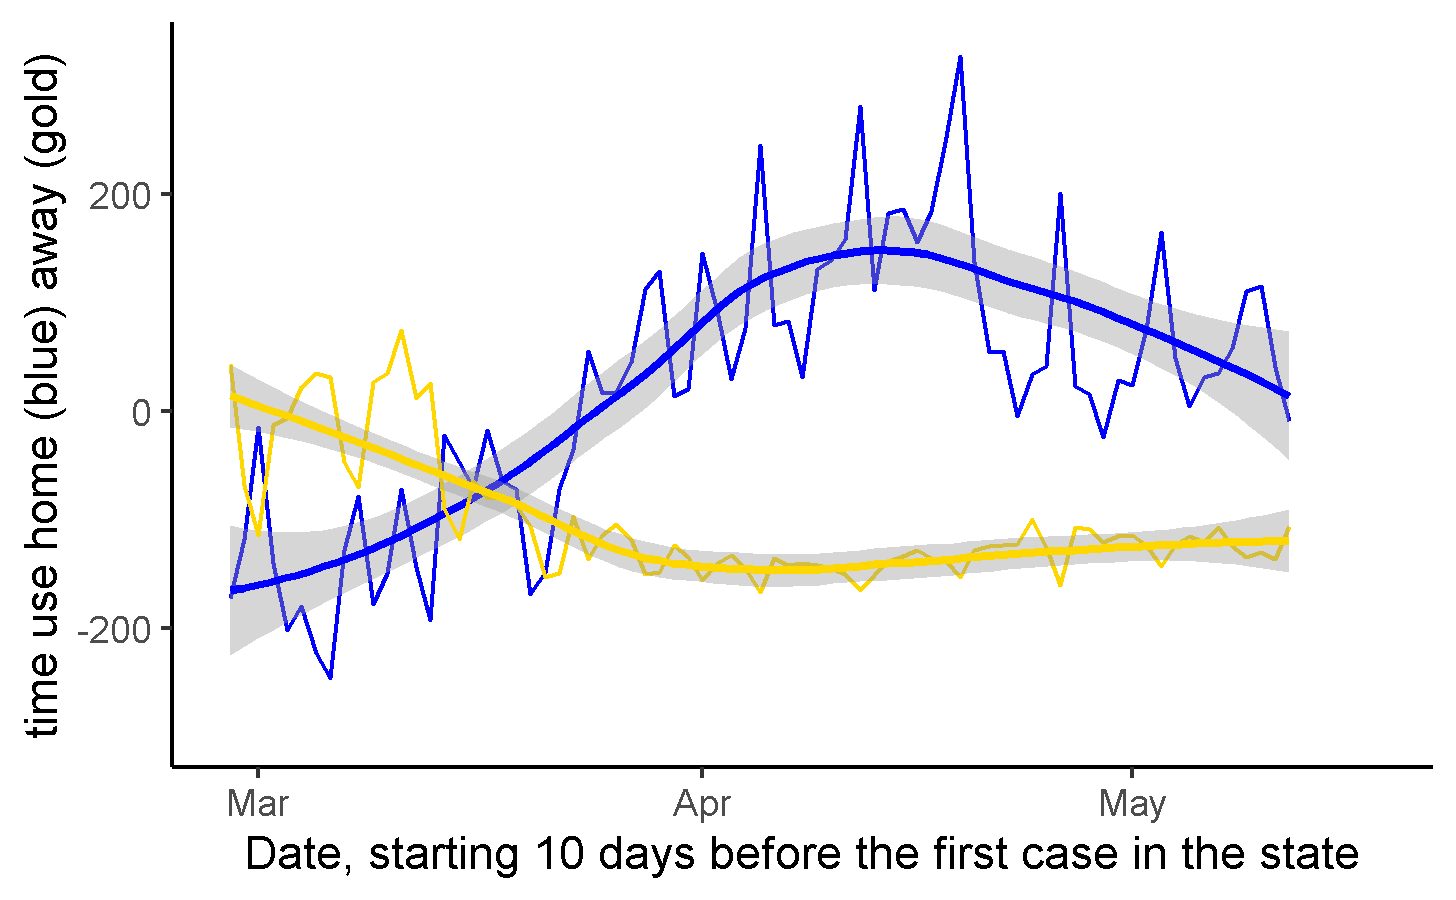 time use home (blue) away (gold)
200
0
-200
Mar
Apr
May
Date, starting 10 days before the first case in the state